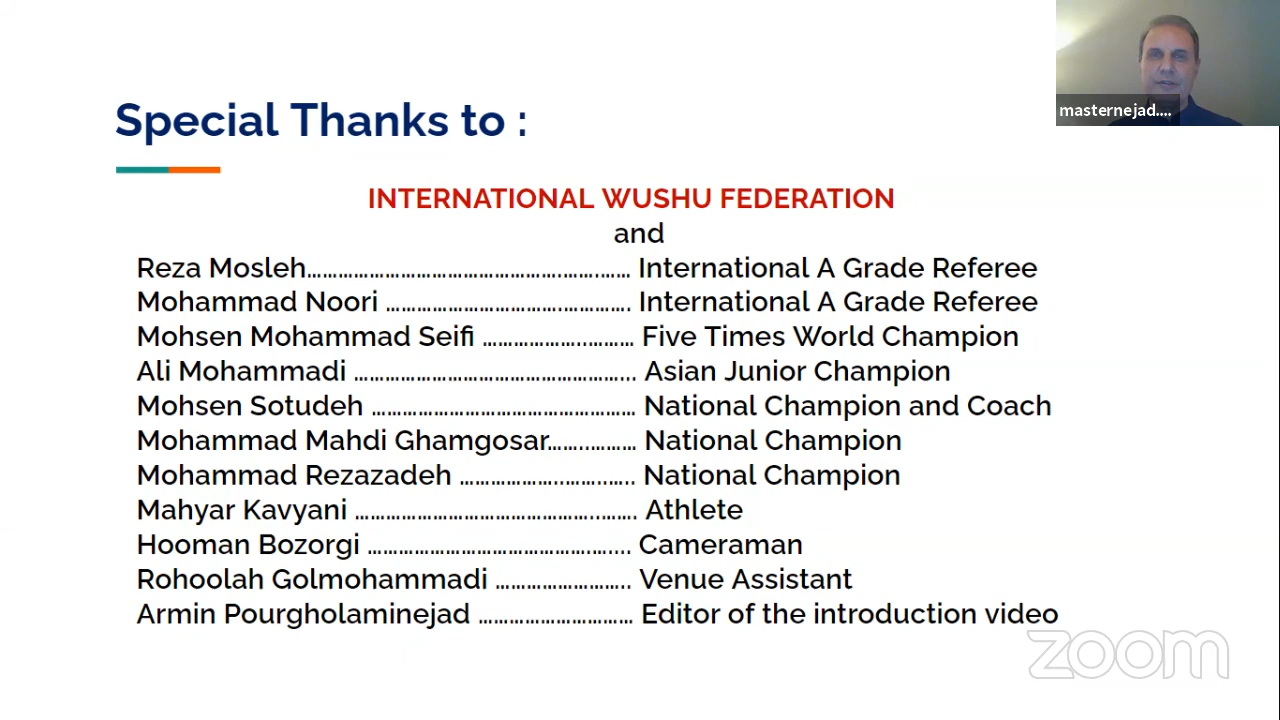 masternejad....
Special Thanks to :
INTERNATIONAL WUSHU FEDERATION
and
Reza Mosleh……………………………………….…….…… International A Grade Referee
Mohammad Noori …………………………….…………. International A Grade Referee
Mohsen Mohammad Seifi ………………..……… Five Times World Champion
Ali Mohammadi ……………………………………………... Asian Junior Champion
Mohsen Sotudeh …………………………………………… National Champion and Coach
Mohammad Mahdi Ghamgosar……..……… National Champion
Mohammad Rezazadeh ………………..……..….. National Champion
Mahyar Kavyani ………………………………………..……. Athlete
Hooman Bozorgi …………………………………….….... Cameraman
Rohoolah Golmohammadi …………………….. Venue Assistant
Armin Pourgholaminejad ………………………… Editor of the introduction video
zoom